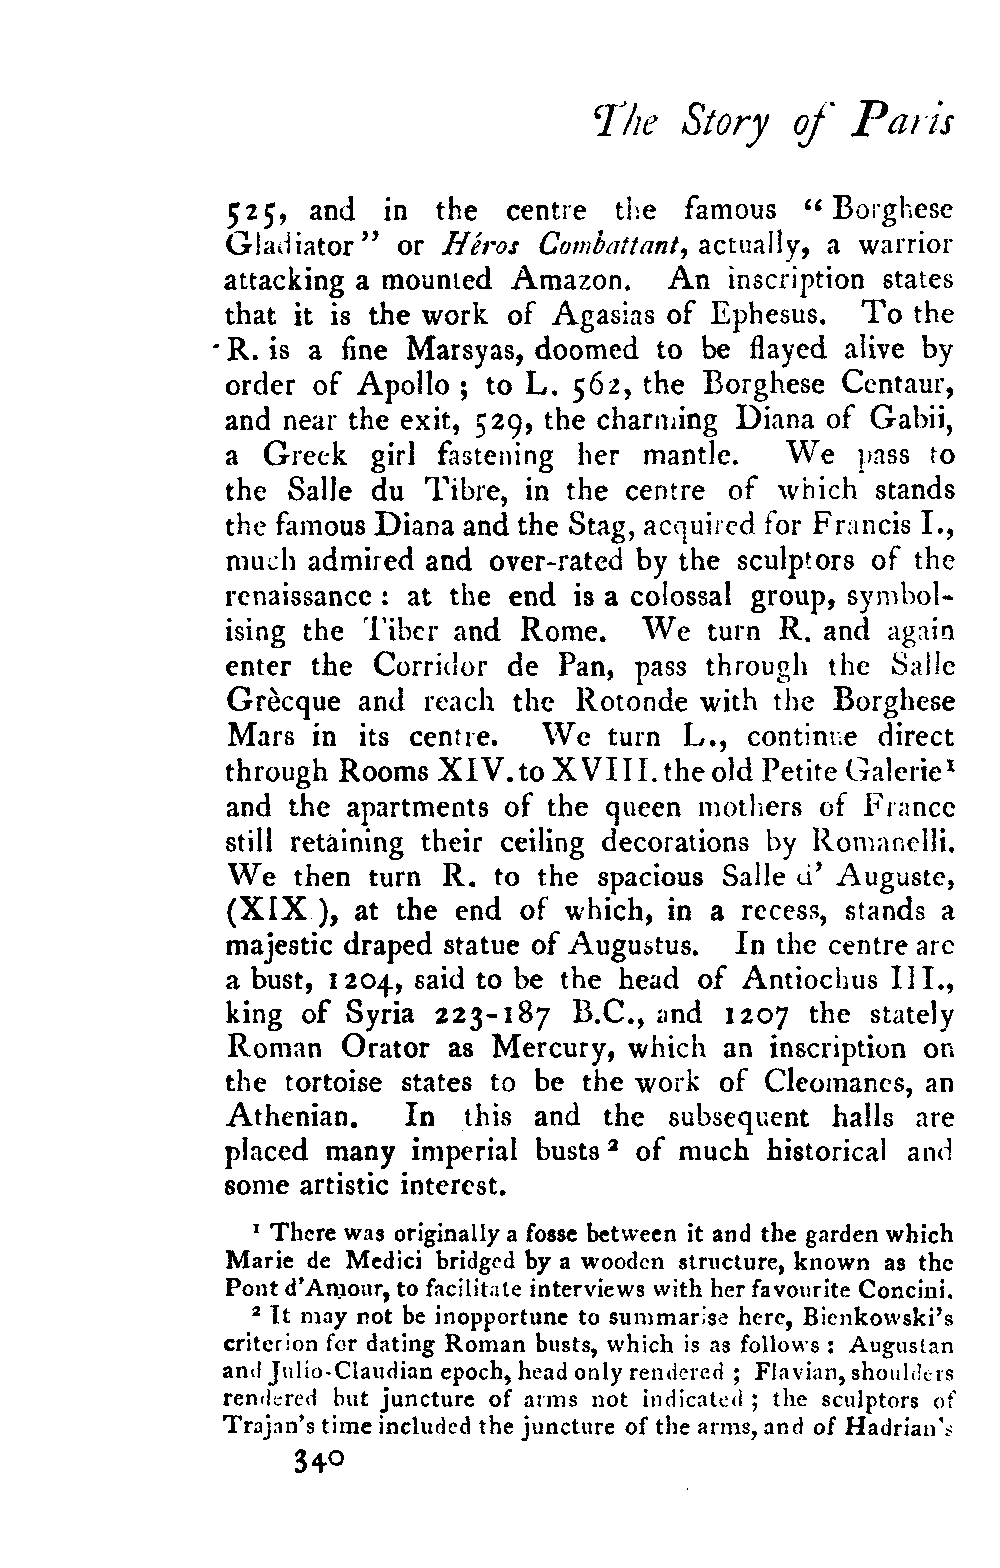 The Story of Paris
525, and in the centre the famous “ Borghese
Gladiator ” or Héros Combattant, actually, a warrior
attacking a mounted Amazon. An inscription states
that it is the work of Agasias of Ephesus. To the
R. is a fine Marsyas, doomed to be flayed alive by
order of Apollo ; to L. 562, the Borghese Centaur,
and near the exit, 529, the charming Diana of Gabii,
a Greek girl fastening her mantle. We pass to
the Salle du Tibre, in the centre of which stands
the famous Diana and the Stag, acquired for Francis I.,
much admired and over-rated by the sculptors of the
renaissance : at the end is a colossal group, symbol-
ising the Tiber and Rome. We turn R. and again
enter the Corridor de Pan, pass through the Salle
Grècque and reach the Rotonde with the Borghese
Mars in its centre. We turn L., continue direct
through Rooms XIV. to XVIII. the old Petite Galerie¹
and the apartments of the queen mothers of France
still retaining their ceiling decorations by Romanelli.
We then turn R. to the spacious Salle d’ Auguste,
(XIX ), at the end of which, in a recess, stands a
majestic draped statue of Augustus. In the centre are
a bust, 1204, said to be the head of Antiochus III.,
king of Syria 223-187 B.C., and 1207 the stately
Roman Orator as Mercury, which an inscription on
the tortoise states to be the work of Cleomanes, an
Athenian. In this and the subsequent halls are
placed many imperial busts ² of much historical and
some artistic interest.
¹ There was originally a fosse between it and the garden which
Marie de Medici bridged by a wooden structure, known as the
Pont d’Amour, to facilitate interviews with her favourite Concini.
² It may not be inopportune to summarise here, Bienkowski’s
criterion for dating Roman busts, which is as follows : Augustan
and Julio-Claudian epoch, head only rendered ; Flavian, shoulders
rendered but juncture of arms not indicated ; the sculptors of
Trajan’s time included the juncture of the arms, and of Hadrian’s
340